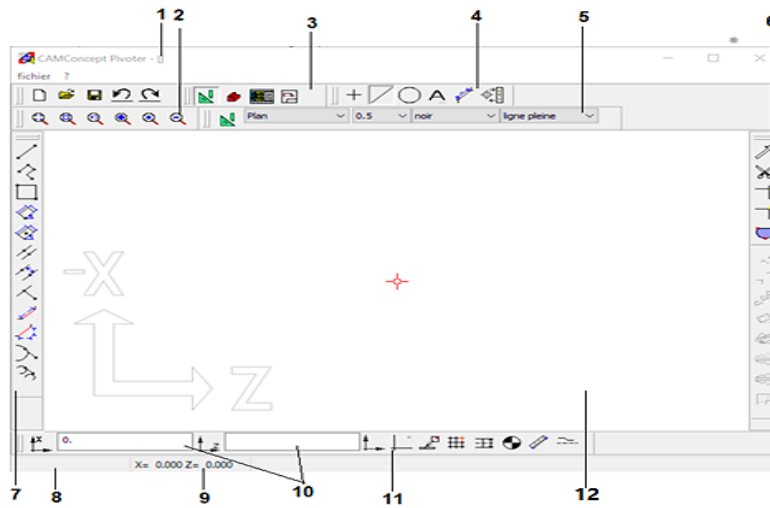 1 2 3 4 5
CAMConcept Pivoter -
fichier ?
A
Plan 0.5 noir ligne pleine
-X
Z
0.
X= 0.000 Z= 0.000
7 8 9 10 11 12